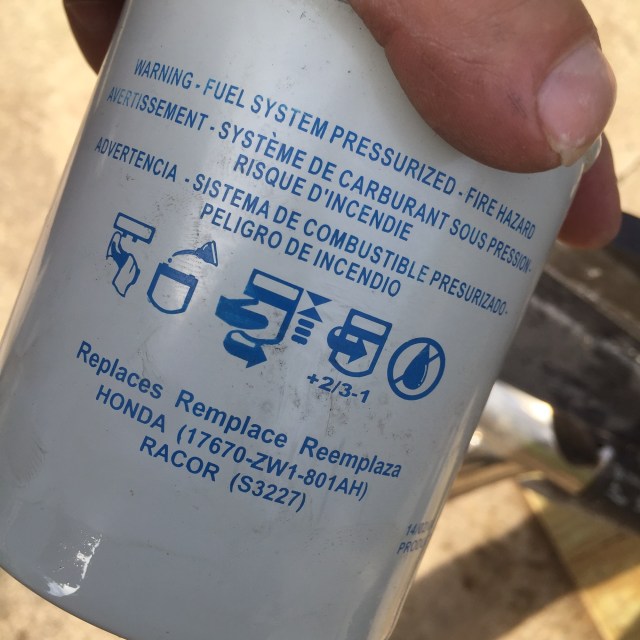 WARNING - FUEL SYSTEM PRESSURIZED - FIRE HAZARD
AVERTISSEMENT - SYSTÈME DE CARBURANT SOUS PRESSION-
RISQUE D'INCENDIE
ADVERTENCIA - SISTEMA DE COMBUSTIBLE PRESURIZADO-
PELIGRO DE INCENDIO
+2/3-1
Replaces Remplace Reemplaza
HONDA (17670-ZW1-801AH)
RACOR (S3227)